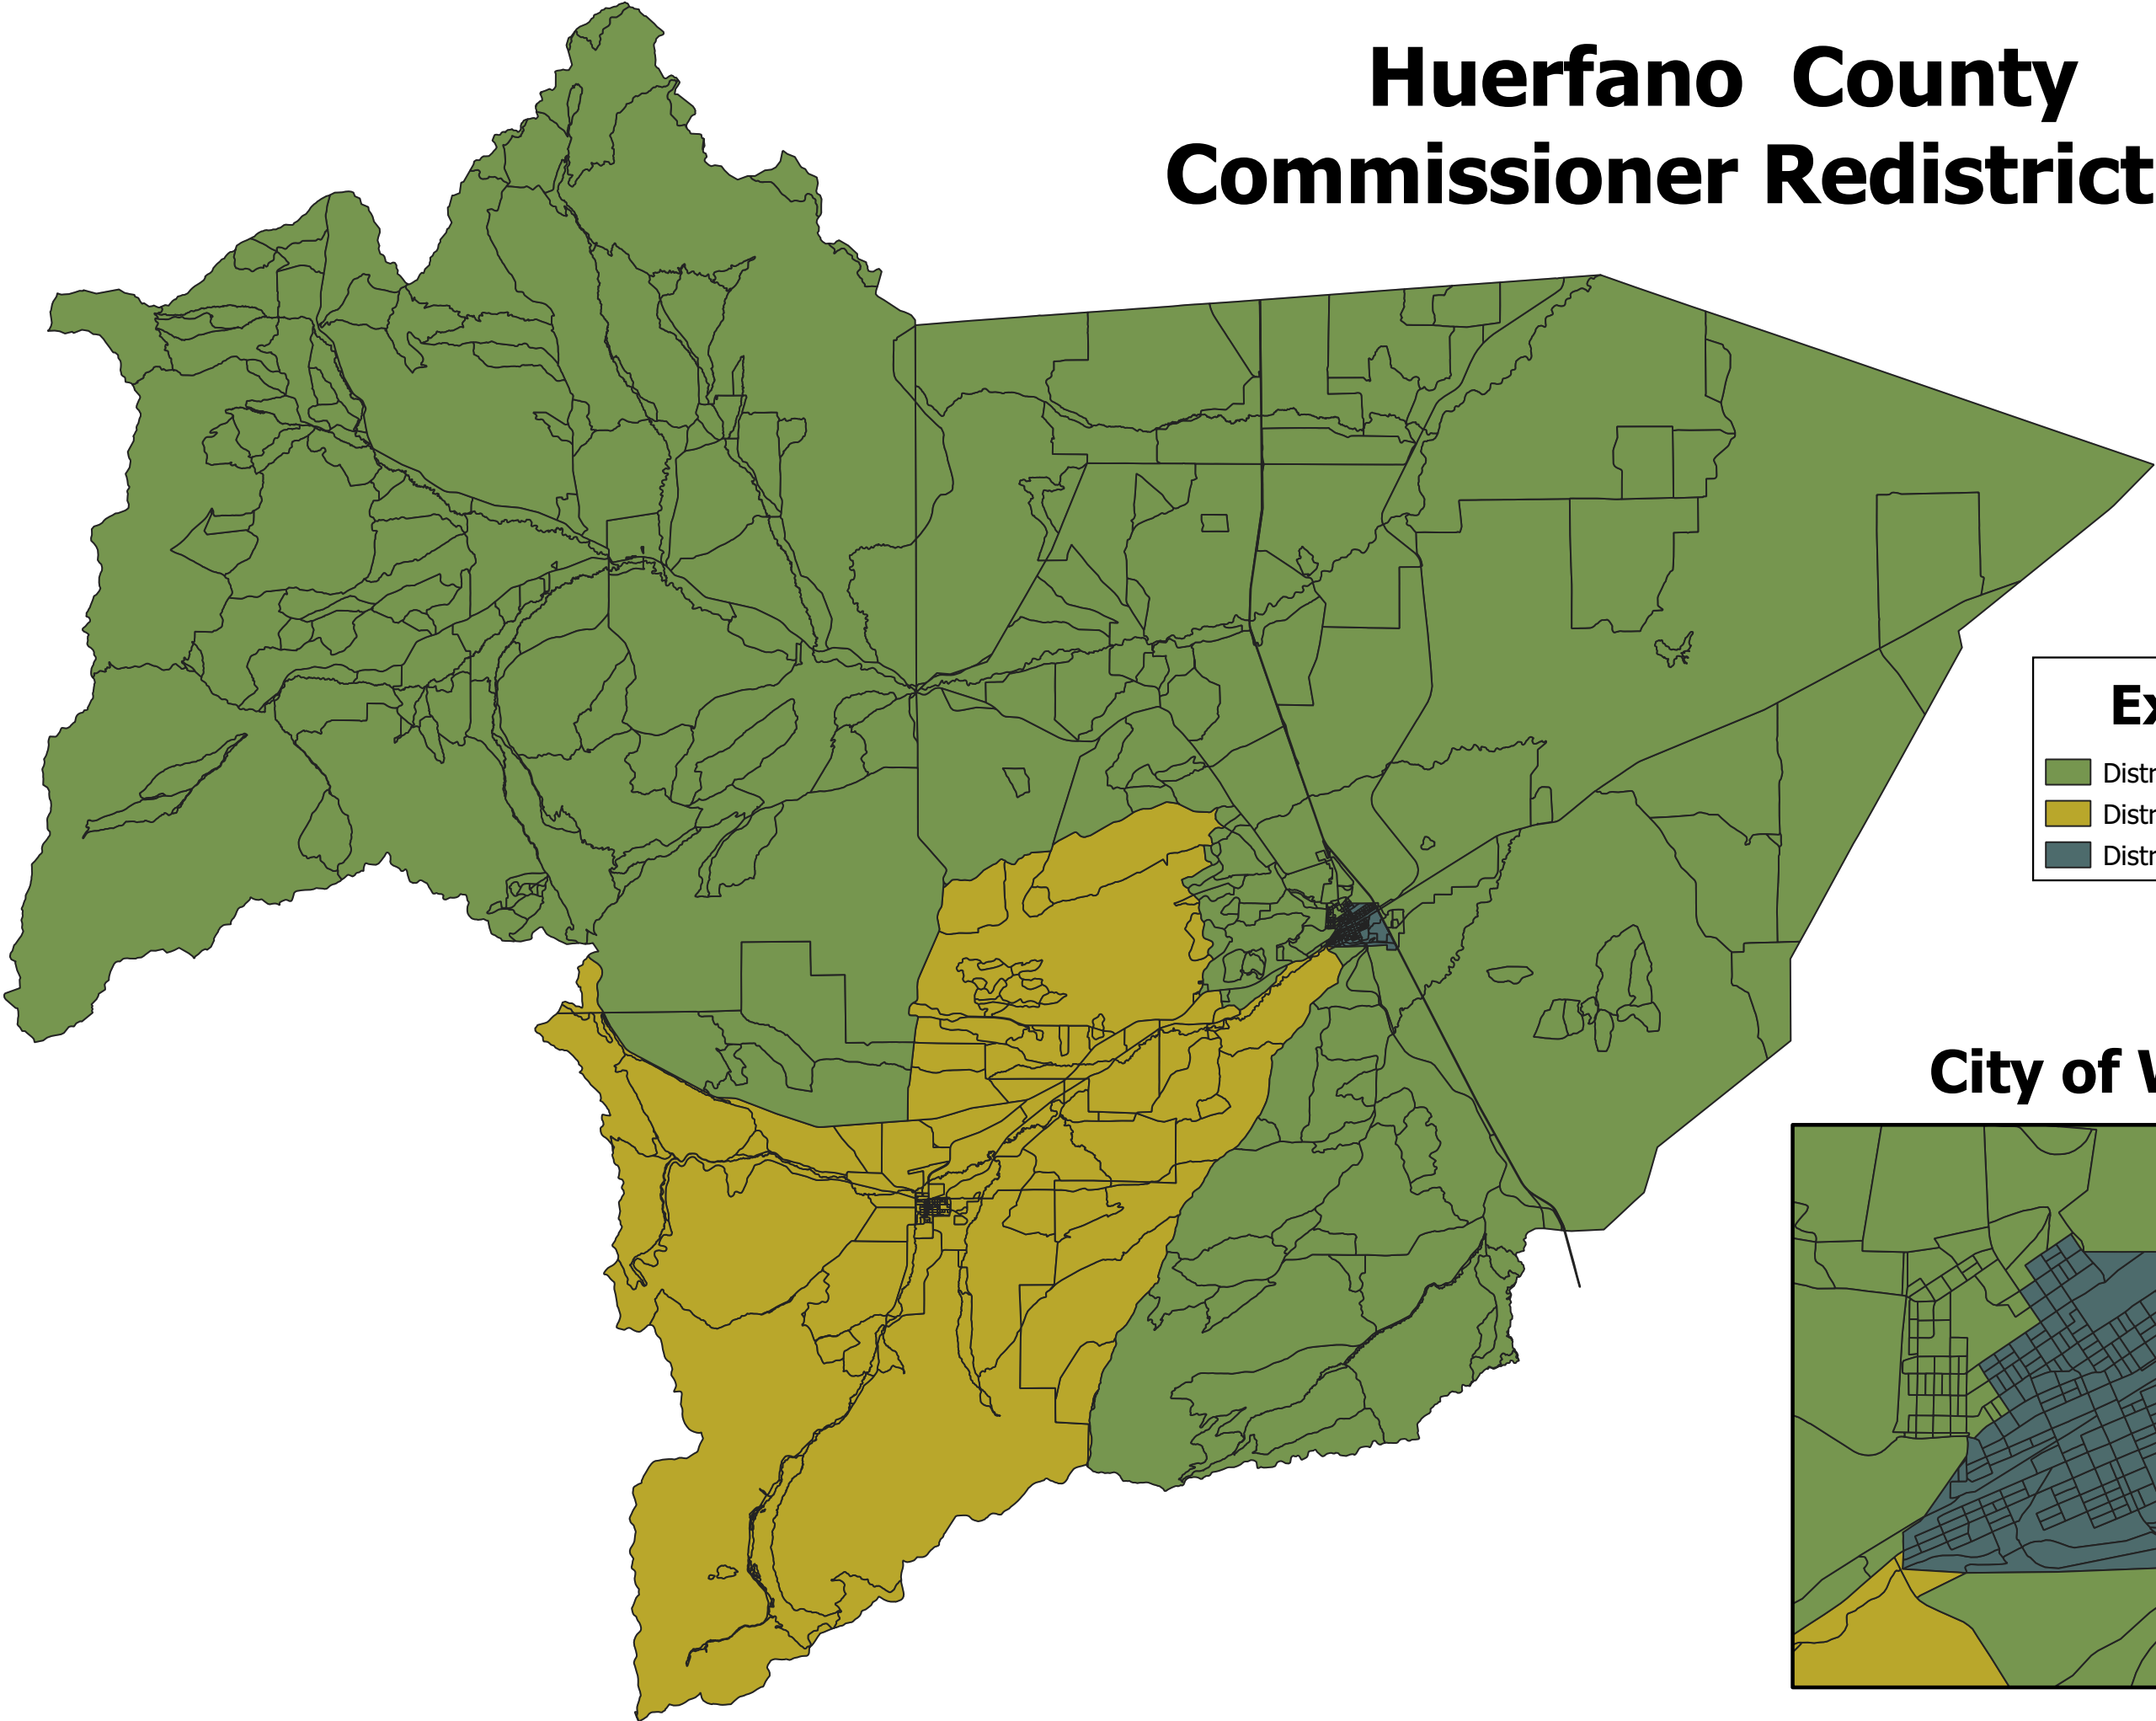 Huerfano County
Commissioner Redistrict
Ex
Distr
Distr
Distr
City of W